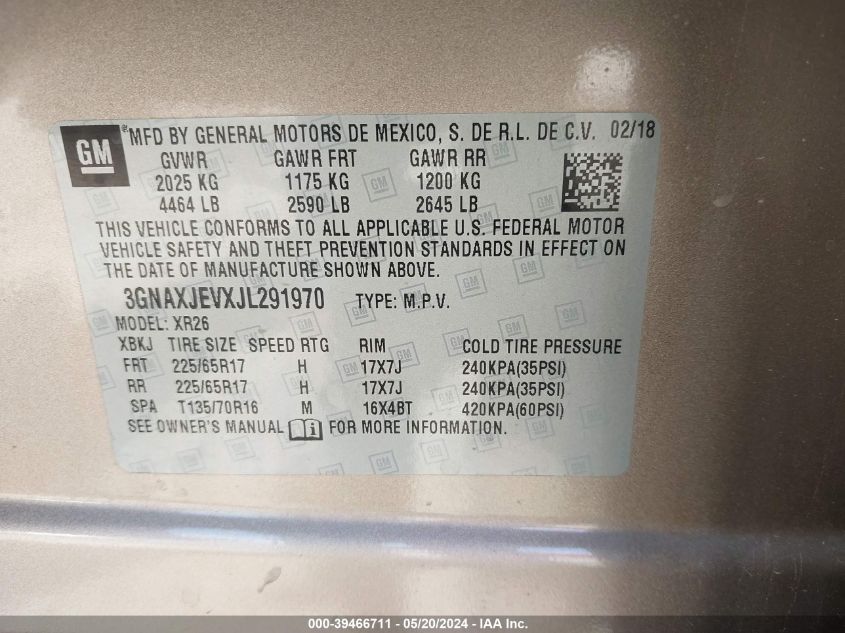 GM ® MFD BY GENERAL MOTORS DE MEXICO, S. DE R.L. DE C.V. 02/18
GVWR GAWR FRT GAWR RR
2025 KG 1175 KG 1200 KG
4464 LB 2590 LB 2645 LB
THIS VEHICLE CONFORMS TO ALL APPLICABLE U.S. FEDERAL MOTOR
VEHICLE SAFETY AND THEFT PREVENTION STANDARDS IN EFFECT ON
THE DATE OF MANUFACTURE SHOWN ABOVE.
3GNAXJEVXJL291970 TYPE: M.P.V.
MODEL: XR26
XBKJ TIRE SIZE SPEED RTG RIM COLD TIRE PRESSURE
FRT 225/65R17 H 17X7J 240KPA(35PSI)
RR 225/65R17 H 17X7J 240KPA(35PSI)
SPA T135/70R16 M 16X4BT 420KPA(60PSI)
SEE OWNER'S MANUAL i FOR MORE INFORMATION.
000-39466711 - 05/20/2024 - IAA Inc.